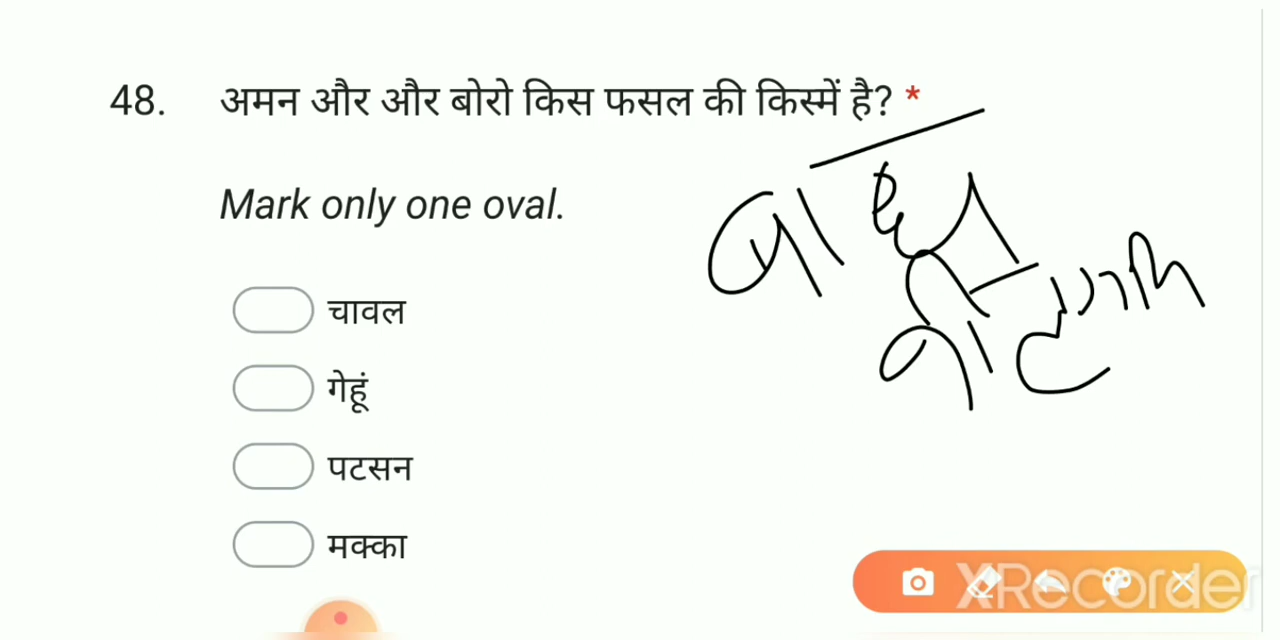 48. अमन और और बोरो किस फसल की किस्में है? *
Mark only one oval.
चावल
गेहूं
पटसन
मक्का
XRecorder